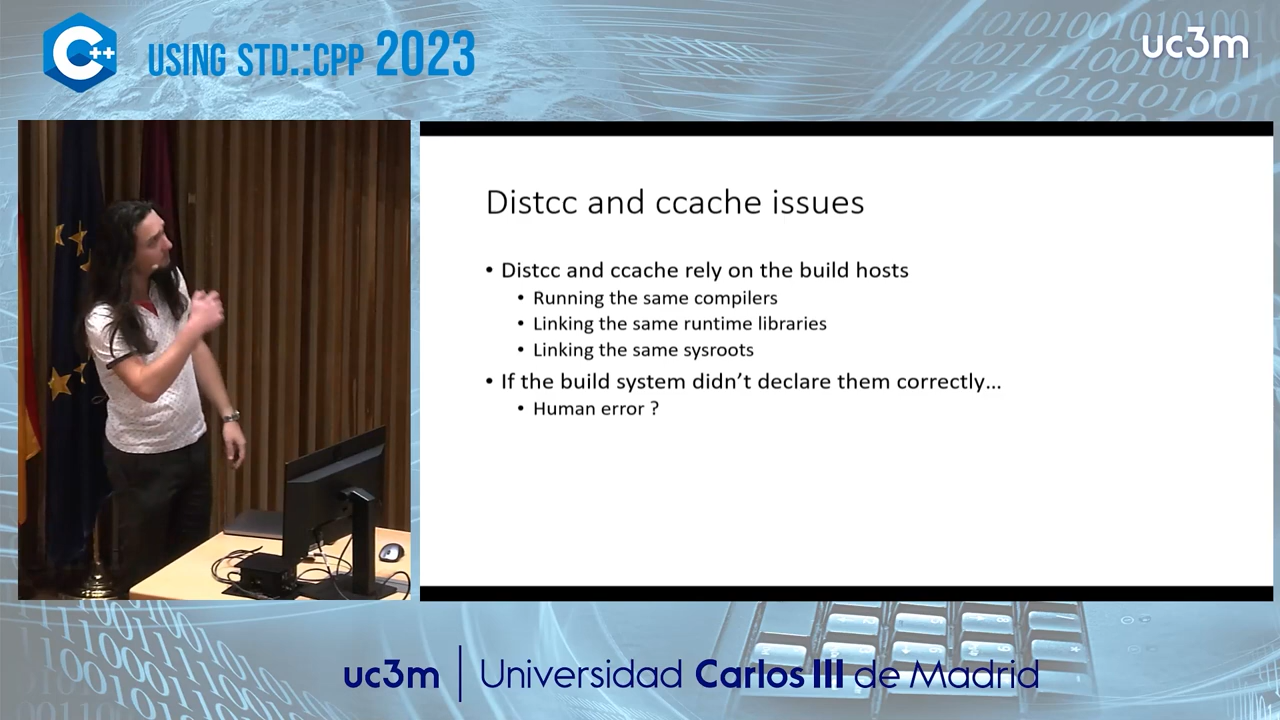 C++
USING STD::CPP 2023
uc3m
Distcc and ccache issues
• Distcc and ccache rely on the build hosts
• Running the same compilers
• Linking the same runtime libraries
• Linking the same sysroots
• If the build system didn’t declare them correctly…
• Human error ?
uc3m | Universidad Carlos III de Madrid